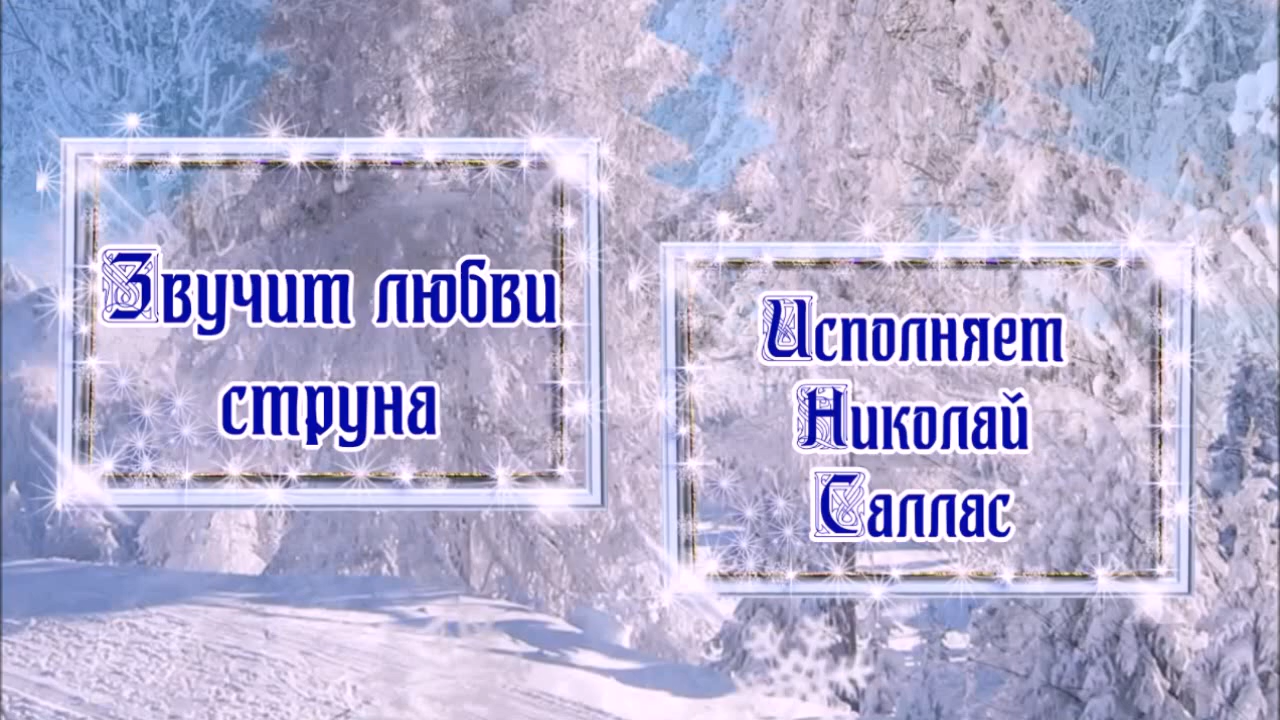 Звучит любви
струна
Исполняет
Николай
Саллас